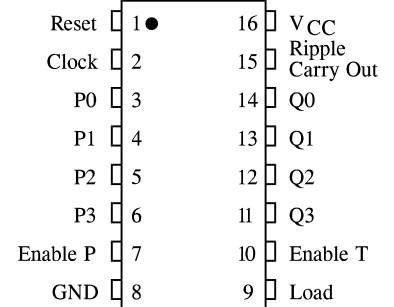 Reset 1 16 VCC
Clock 2 15 Ripple
Carry Out
P0 3 14 Q0
P1 4 13 Q1
P2 5 12 Q2
P3 6 11 Q3
Enable P 7 10 Enable T
GND 8 9 Load